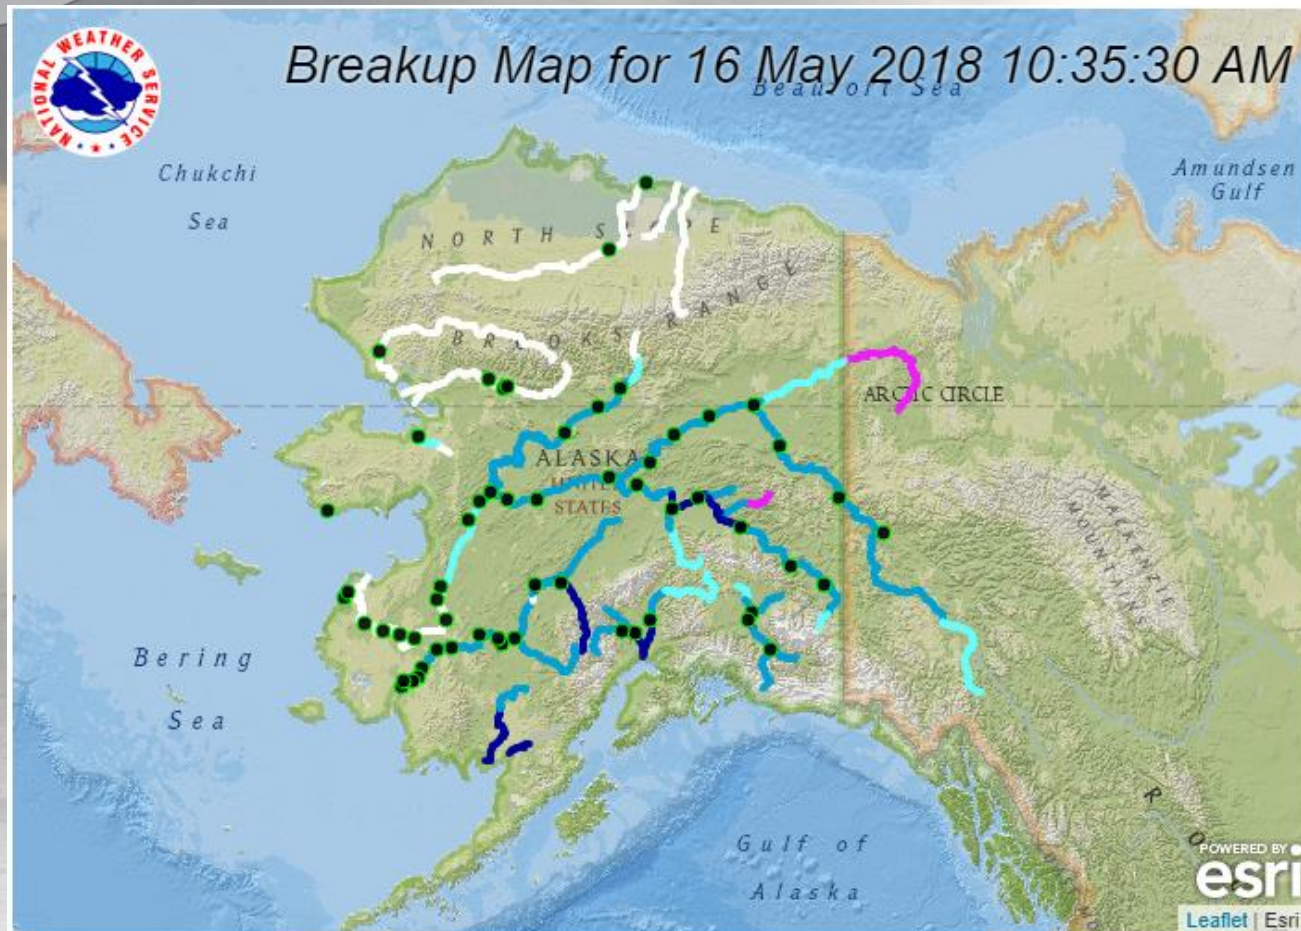 NATIONAL WEATHER SERVICE
Breakup Map for 16 May 2018 10:35:30 AM
Beaufort Sea
Chukchi
Sea
Amundsen
Gulf
NORTH SLOPE
BROOKS RANGE
ARCTIC CIRCLE
ALASKA
UNITED
STATES
MACKENZIE
MOUNTAINS
Bering
Sea
Gulf of
Alaska
R O
POWERED BY
esri
Leaflet | Esri